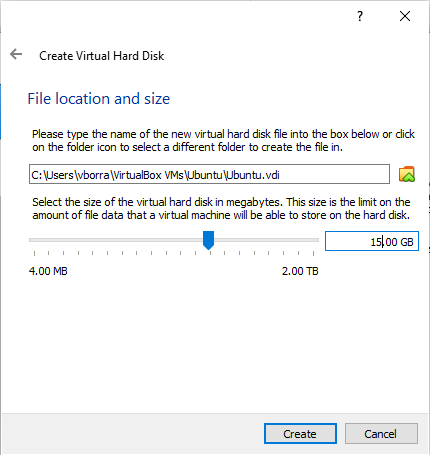 ?
Create Virtual Hard Disk
File location and size
Please type the name of the new virtual hard disk file into the box below or click
on the folder icon to select a different folder to create the file in.
C:\Users\vborra\VirtualBox VMs\Ubuntu\Ubuntu.vdi
Select the size of the virtual hard disk in megabytes. This size is the limit on the
amount of file data that a virtual machine will be able to store on the hard disk.
15.00 GB
4.00 MB 2.00 TB
Create Cancel